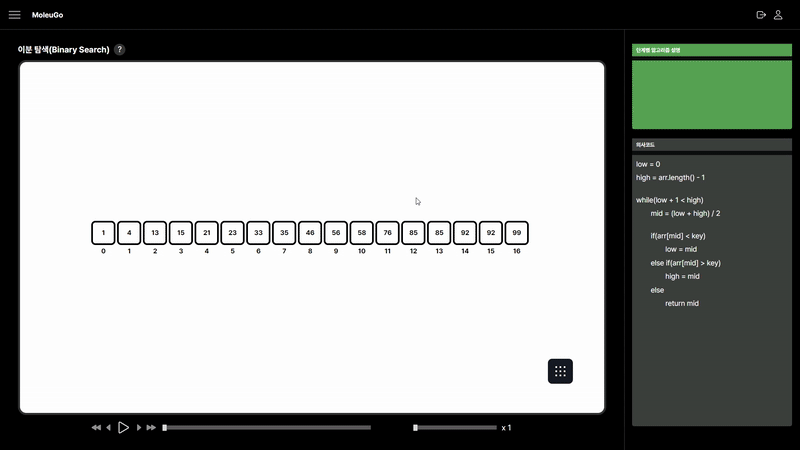 MoleuGo
이분 탐색(Binary Search) ?
단계별 알고리즘 설명
1 4 13 15 21 23 33 35 46 56 58 76 85 85 92 92 99
0 1 2 3 4 5 6 7 8 9 10 11 12 13 14 15 16
x 1
의사코드
low = 0
high = arr.length() - 1
while(low + 1 < high)
mid = (low + high) / 2
if(arr[mid] < key)
low = mid
else if(arr[mid] > key)
high = mid
else
return mid